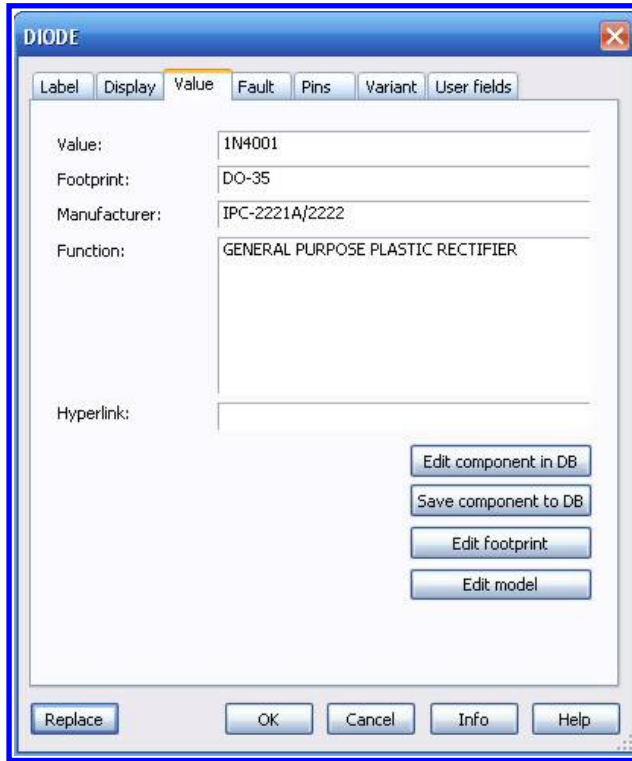 DIODE
Label Display Value Fault Pins Variant User fields
Value: 1N4001
Footprint: DO-35
Manufacturer: IPC-2221A/2222
Function: GENERAL PURPOSE PLASTIC RECTIFIER
Hyperlink:
Edit component in DB
Save component to DB
Edit footprint
Edit model
Replace OK Cancel Info Help